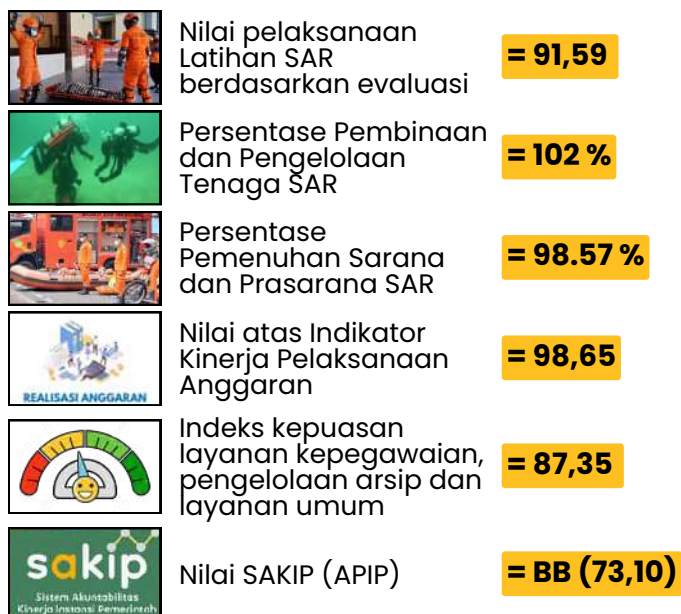 Nilai pelaksanaan
Latihan SAR
berdasarkan evaluasi
= 91,59
Persentase Pembinaan
dan Pengelolaan
Tenaga SAR
= 102 %
Persentase
Pemenuhan Sarana
dan Prasarana SAR
= 98.57 %
REALISASI ANGGARAN
Nilai atas Indikator
Kinerja Pelaksanaan
Anggaran
= 98,65
Indeks kepuasan
layanan kepegawaian,
pengelolaan arsip dan
layanan umum
= 87,35
sakip
Sistem Akuntabilitas
Kinerja Instansi Pemerintah
Nilai SAKIP (APIP)
= BB (73,10)